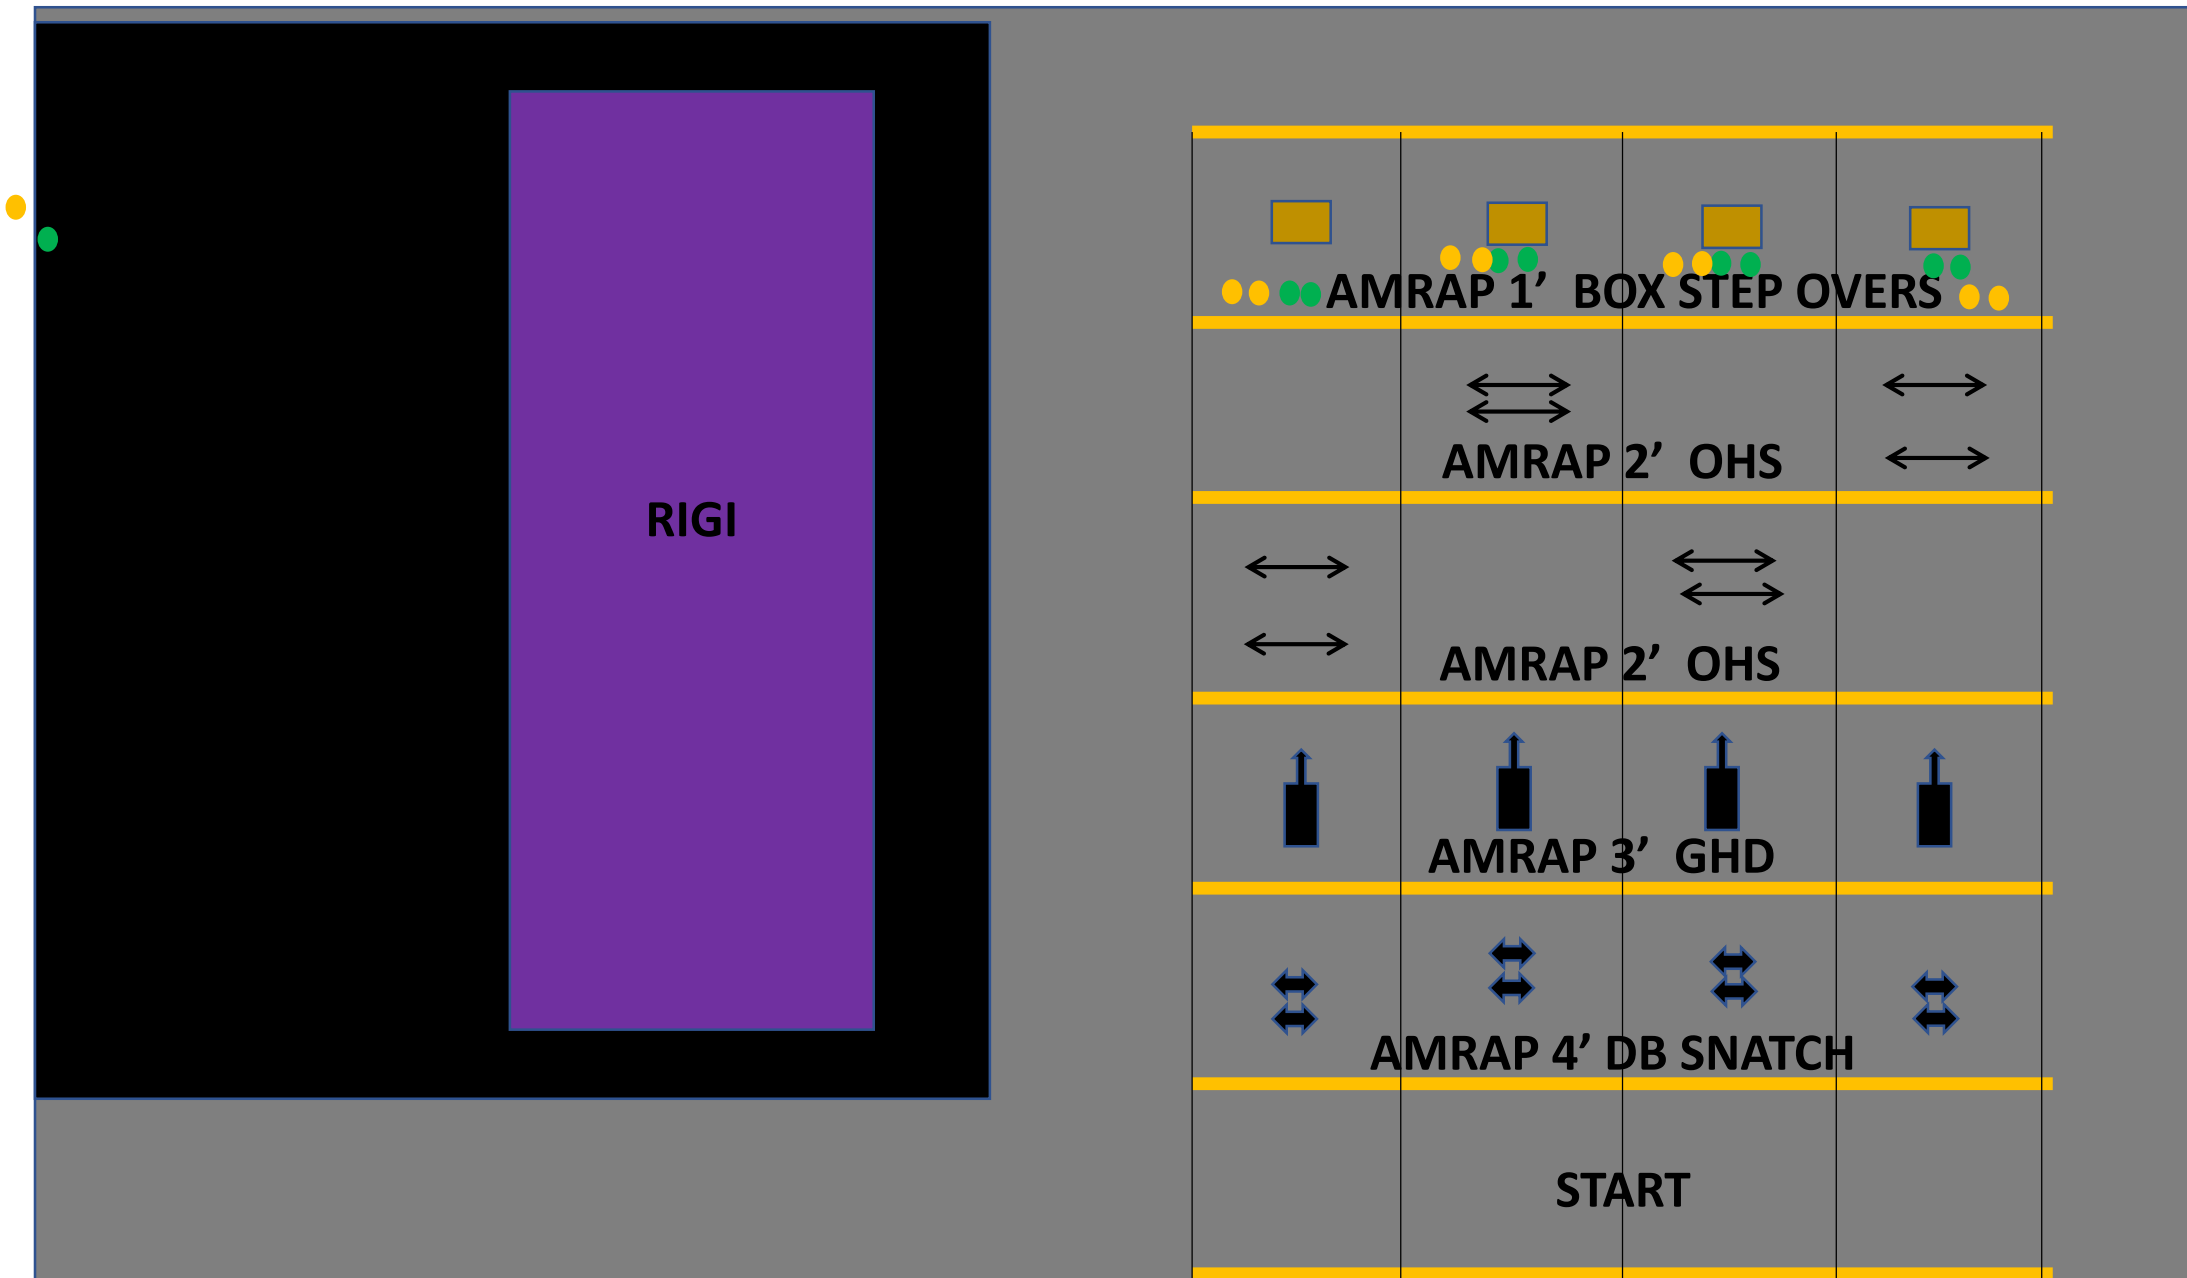 RIGI
AMRAP 1’ BOX STEP OVERS
AMRAP 2’ OHS
AMRAP 2’ OHS
AMRAP 3’ GHD
AMRAP 4’ DB SNATCH
START